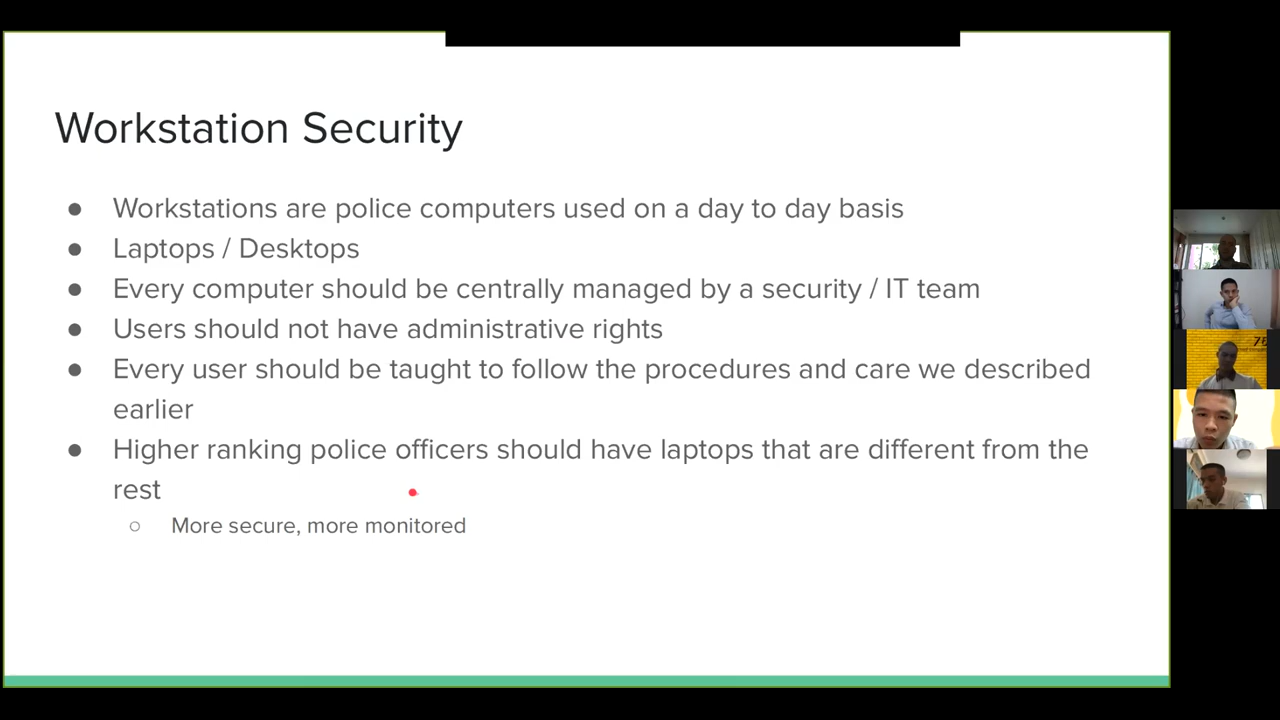 Workstation Security
● Workstations are police computers used on a day to day basis
● Laptops / Desktops
● Every computer should be centrally managed by a security / IT team
● Users should not have administrative rights
● Every user should be taught to follow the procedures and care we described
earlier
● Higher ranking police officers should have laptops that are different from the
rest
○ More secure, more monitored